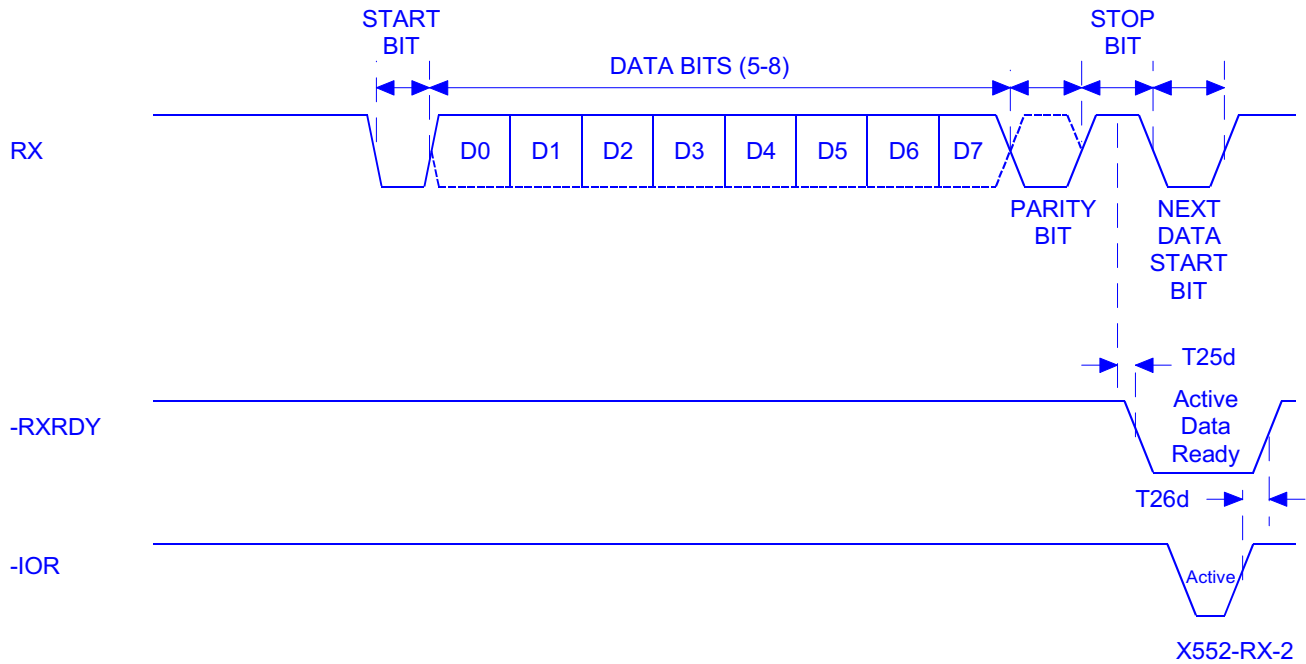 START
BIT
STOP
BIT
DATA BITS (5-8)
RX
D0 D1 D2 D3 D4 D5 D6 D7
PARITY
BIT
NEXT
DATA
START
BIT
T25d
-RXRDY
Active
Data
Ready
T26d
-IOR
Active
X552-RX-2